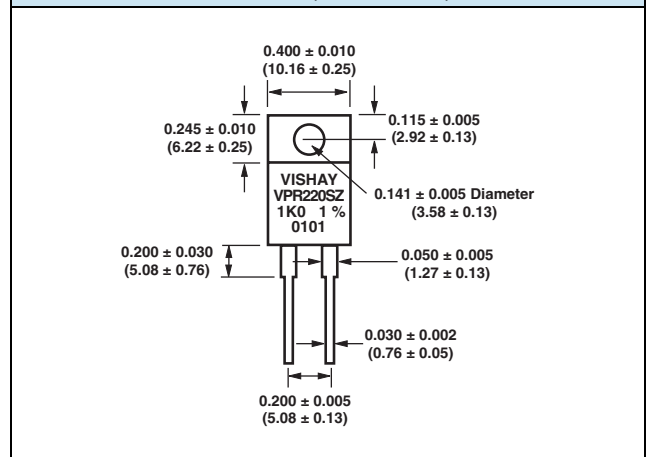 0.400 ± 0.010
(10.16 ± 0.25)
0.245 ± 0.010
(6.22 ± 0.25)
0.115 ± 0.005
(2.92 ± 0.13)
VISHAY
VPR220SZ
1K0 1 %
0101
0.141 ± 0.005 Diameter
(3.58 ± 0.13)
0.200 ± 0.030
(5.08 ± 0.76)
0.050 ± 0.005
(1.27 ± 0.13)
0.030 ± 0.002
(0.76 ± 0.05)
0.200 ± 0.005
(5.08 ± 0.13)